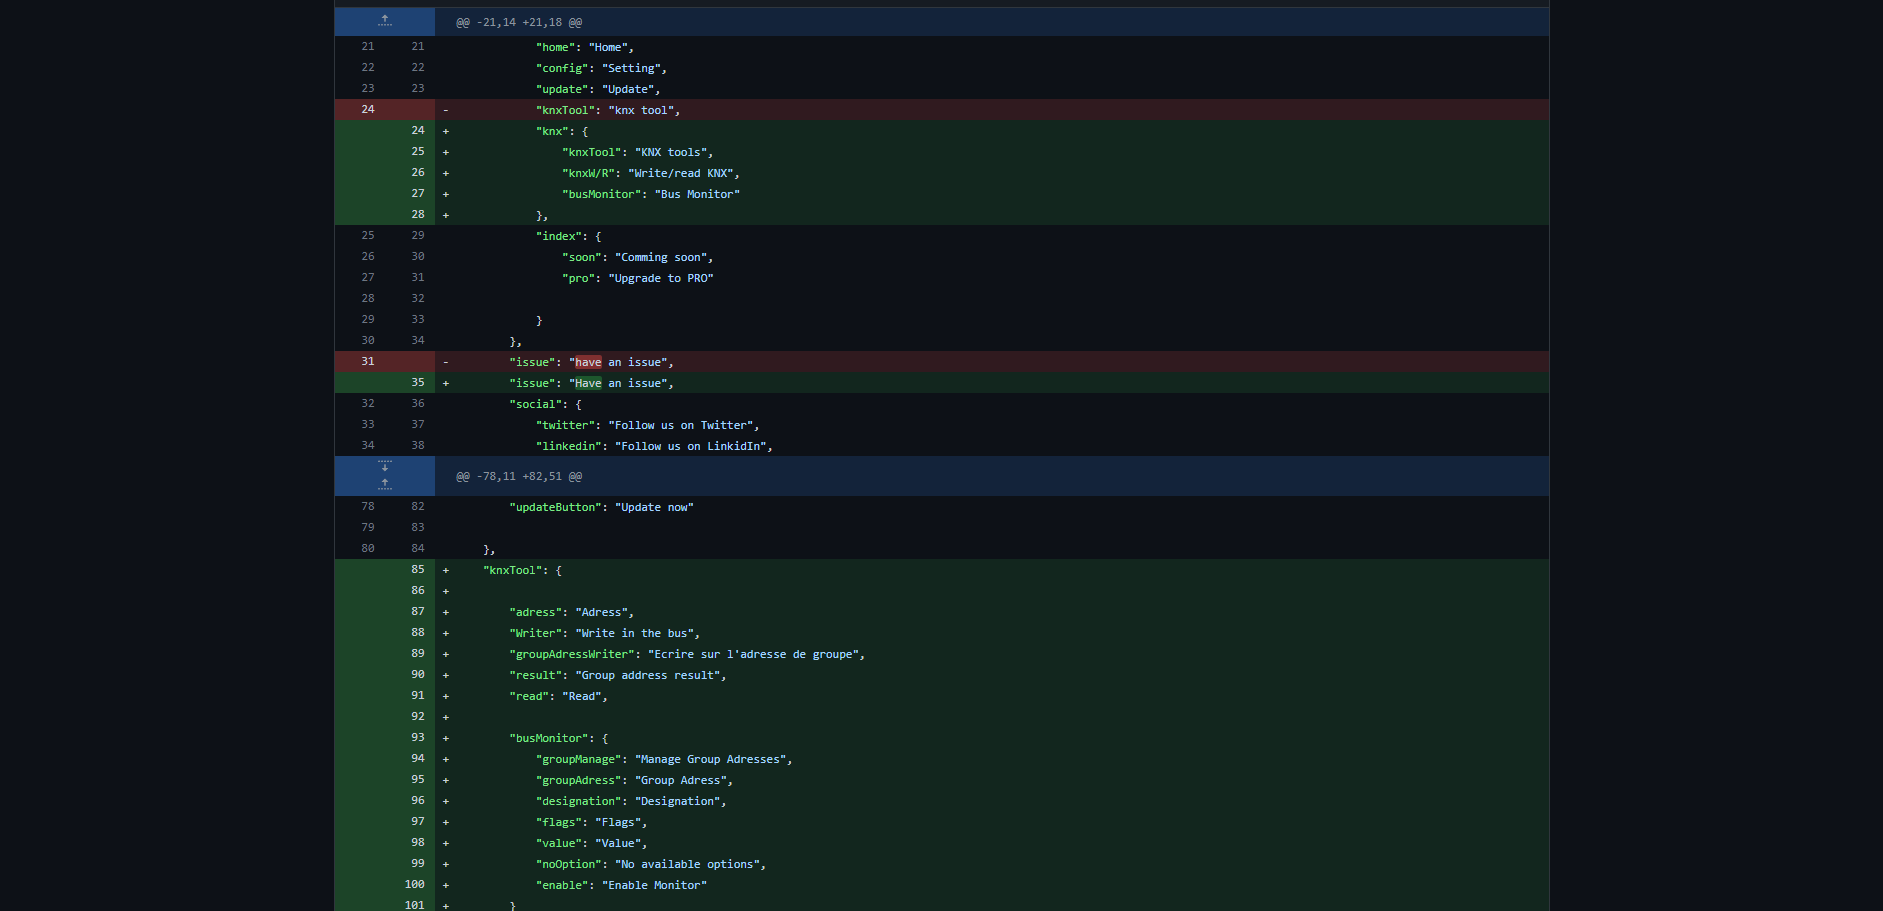 @@ -21,14 +21,18 @@
21 21 "home": "Home",
22 22 "config": "Setting",
23 23 "update": "Update",
24 - "knxTool": "knx tool",
24 + "knx": {
25 + "knxTool": "KNX tools",
26 + "knxW/R": "Write/read KNX",
27 + "busMonitor": "Bus Monitor"
28 + },
25 29 "index": {
26 30 "soon": "Comming soon",
27 31 "pro": "Upgrade to PRO"
28 32
29 33 }
30 34 },
31 - "issue": "have an issue",
35 + "issue": "Have an issue",
32 36 "social": {
33 37 "twitter": "Follow us on Twitter",
34 38 "linkedin": "Follow us on LinkidIn",
@@ -78,11 +82,51 @@
78 82 "updateButton": "Update now"
79 83
80 84 },
85 + "knxTool": {
86 +
87 + "adress": "Adress",
88 + "Writer": "Write in the bus",
89 + "groupAdressWriter": "Ecrire sur l'adresse de groupe",
90 + "result": "Group address result",
91 + "read": "Read",
92 +
93 + "busMonitor": {
94 + "groupManage": "Manage Group Adresses",
95 + "groupAdress": "Group Adress",
96 + "designation": "Designation",
97 + "flags": "Flags",
98 + "value": "Value",
99 + "noOption": "No available options",
100 + "enable": "Enable Monitor"
101 + }